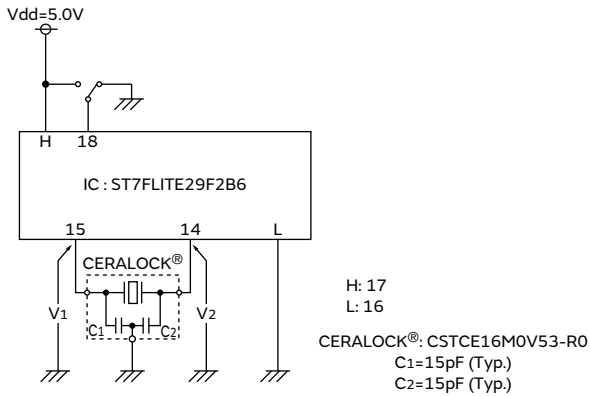 Vdd=5.0V
H 18
IC : ST7FLITE29F2B6
15 14 L
CERALOCK®
V1 C1 C2 V2
H: 17
L: 16
CERALOCK®: CSTCE16M0V53-R0
C1=15pF (Typ.)
C2=15pF (Typ.)